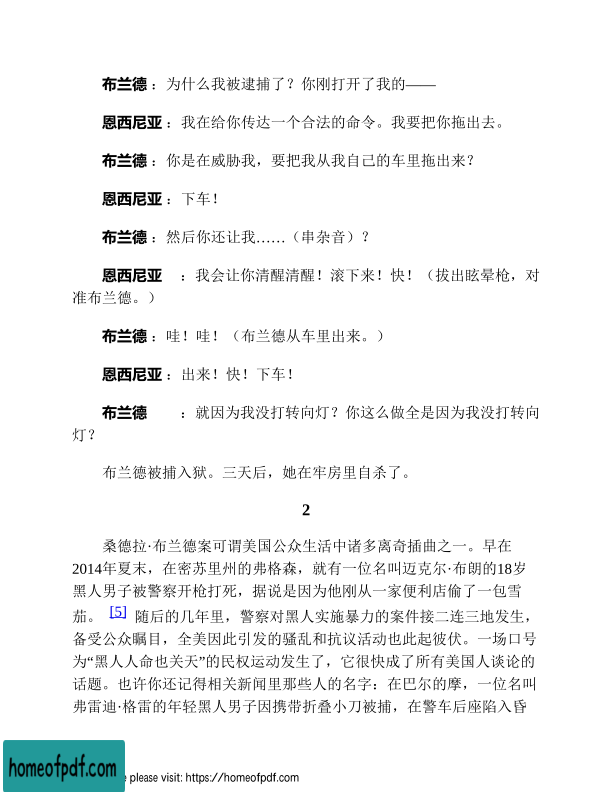 布兰德：为什么我被逮捕了？你刚打开了我的——
恩西尼亚：我在给你传达一个合法的命令。我要把你拖出去。
布兰德：你是在威胁我，要把我从我自己的车里拖出来？
恩西尼亚：下车！
布兰德：然后你还让我……（串杂音）？
恩西尼亚：我会让你清醒清醒！滚下来！快！（拔出眩晕枪，对
准布兰德。）
布兰德：哇！哇！（布兰德从车里出来。）
恩西尼亚：出来！快！下车！
布兰德：就因为我没打转向灯？你这么做全是因为我没打转向
灯？
布兰德被捕入狱。三天后，她在牢房里自杀了。
2
桑德拉·布兰德案可谓美国公众生活中诸多离奇插曲之一。早在
2014年夏末，在密苏里州的弗格森，就有一位名叫迈克尔·布朗的18岁
黑人男子被警察开枪打死，据说是因为他刚从一家便利店偷了一包雪
茄。[5] 随后的几年里，警察对黑人实施暴力的案件接二连三地发生，
备受公众瞩目，全美因此引发的骚乱和抗议活动也此起彼伏。一场口号
为“黑人人命也关天”的民权运动发生了，它很快成了所有美国人谈论的
话题。也许你还记得相关新闻里那些人的名字：在巴尔的摩，一位名叫
弗雷迪·格雷的年轻黑人男子因携带折叠小刀被捕，在警车后座陷入昏
homeofpdf.com
e please visit: https://homeofpdf.com